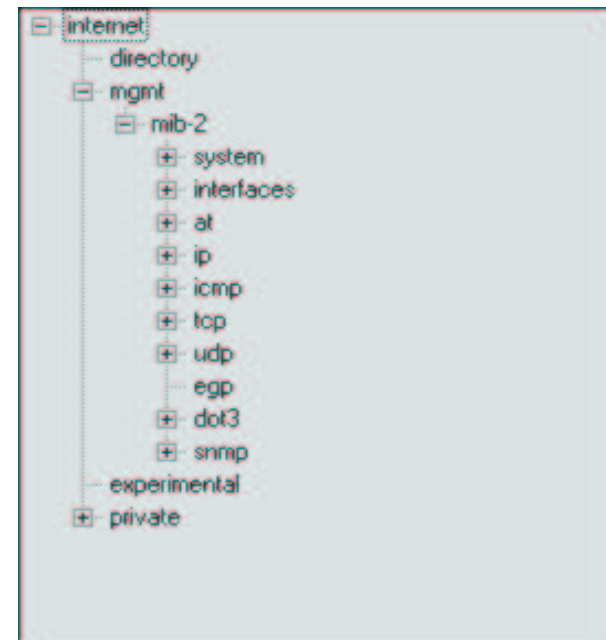 internet
directory
mgmt
mib-2
system
interfaces
at
ip
icmp
tcp
udp
egp
dot3
snmp
experimental
private